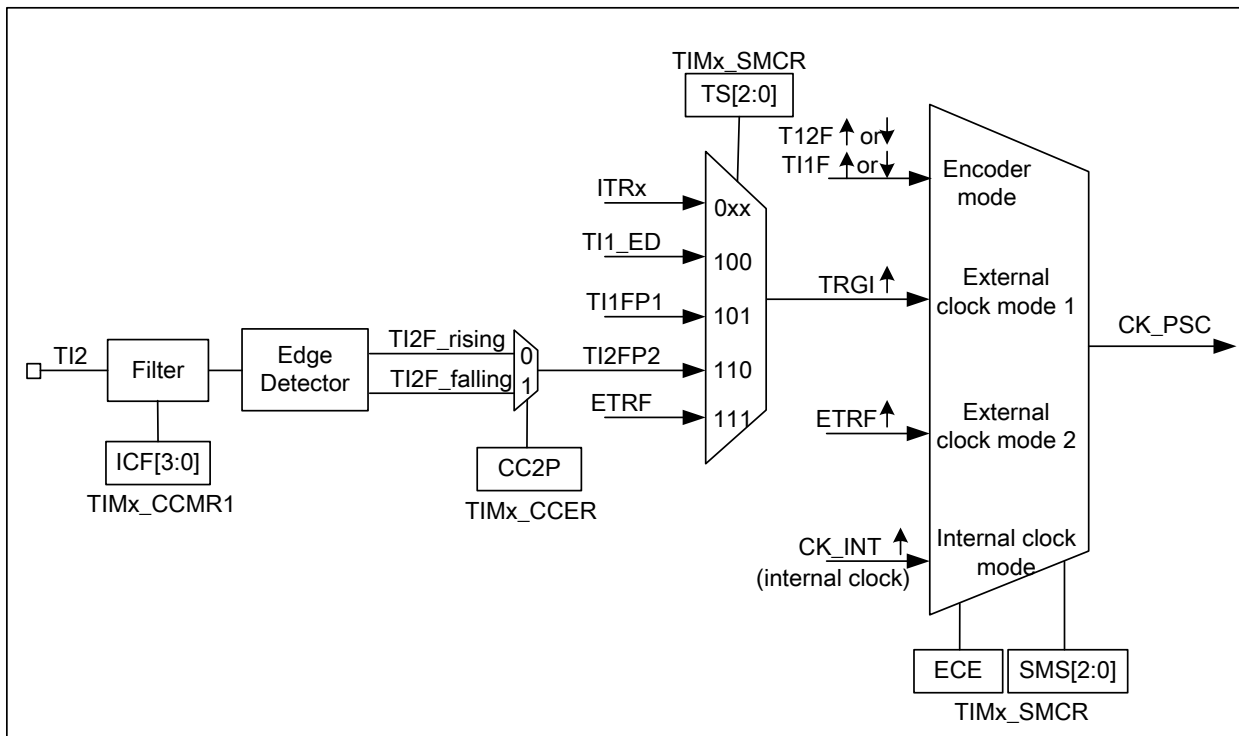 TIMx_SMCR
TS[2:0]
T12F or
TI1F or
Encoder
mode
ITRx
0xx
TI1_ED
100
TRGI
External
clock mode 1
TI1FP1
101
CK_PSC
TI2
Filter
Edge
Detector
TI2F_rising
0
TI2F_falling
1
TI2FP2
110
ETRF
111
ETRF
External
clock mode 2
ICF[3:0]
TIMx_CCMR1
CC2P
TIMx_CCER
CK_INT
(internal clock)
Internal clock
mode
ECE
SMS[2:0]
TIMx_SMCR